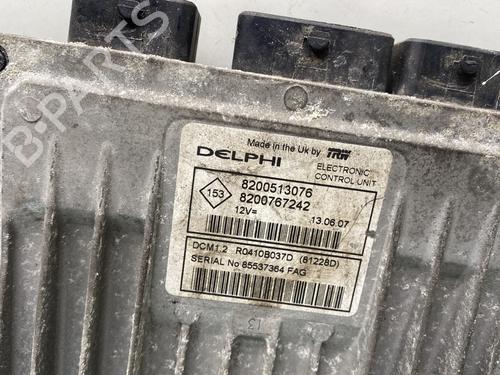 B-PARTS
Made in the Uk by TRW
DELPHI
ELECTRONIC
CONTROL UNIT
153
8200513076
8200767242
12V=
13.06.07
DCM1.2 R0410B037D (81228D)
SERIAL No 85537364 FAG